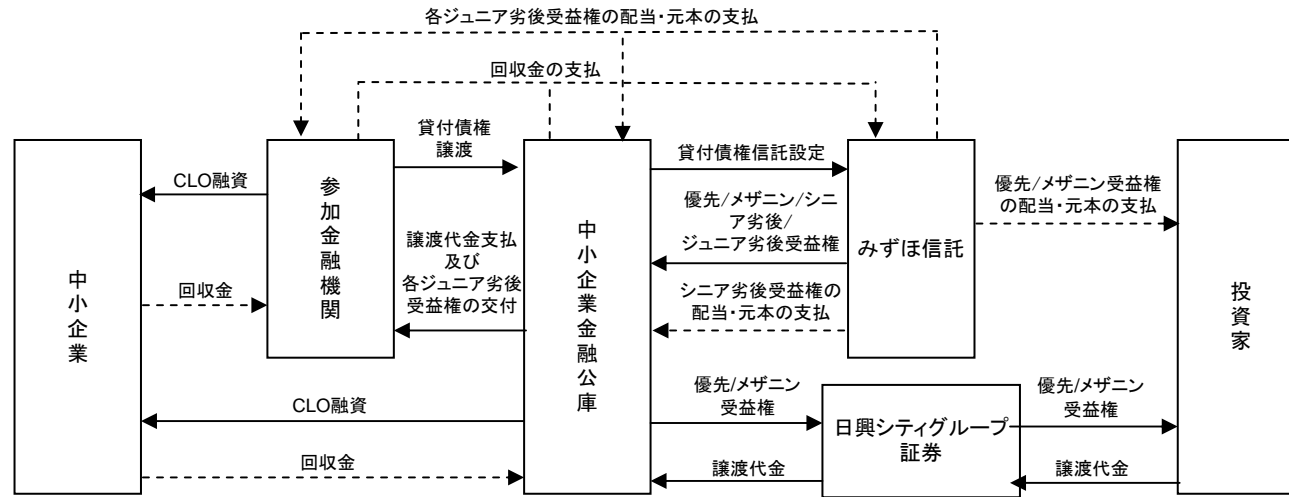 各ジュニア劣後受益権の配当・元本の支払
回収金の支払
貸付債権
譲渡
貸付債権信託設定
CLO融資
参加金融機関
優先/メザニン/シニ
ア劣後/
ジュニア劣後受益権
優先/メザニン受益権
の配当・元本の支払
譲渡代金支払
及び
各ジュニア劣後
受益権の交付
中小企業金融公庫
みずほ信託
中小企業
回収金
シニア劣後受益権の
配当・元本の支払
投資家
CLO融資
優先/メザニン
受益権
日興シティグループ
証券
優先/メザニン
受益権
回収金
譲渡代金
譲渡代金